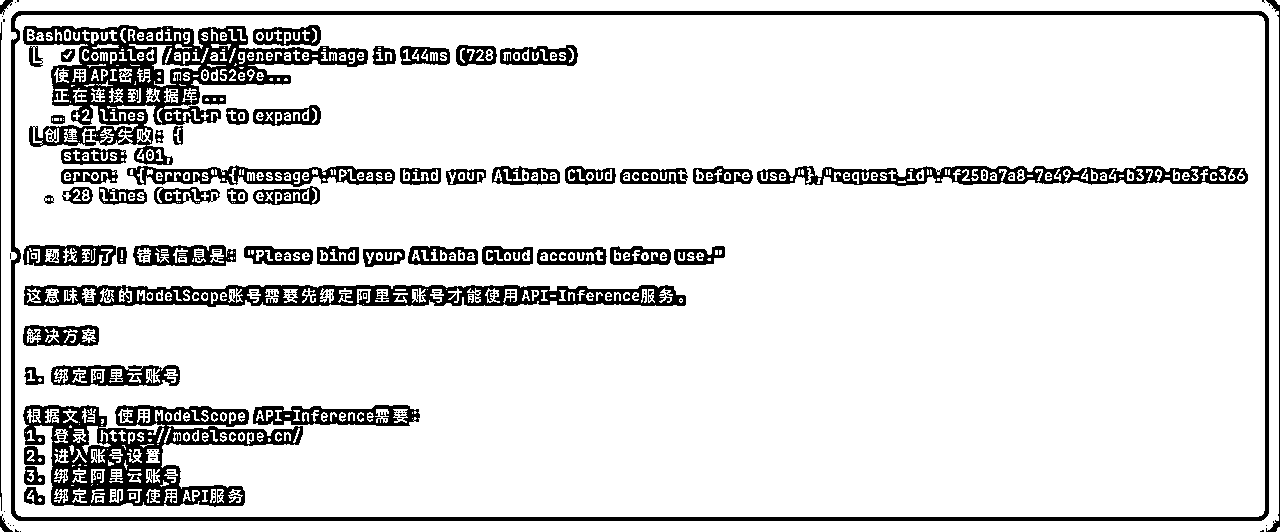 BashOutput(Reading shell output)
✓ Compiled /api/ai/generate-image in 144ms (728 modules)
使用API密钥: ms-0d52e9e...
正在连接到数据库...
… +2 lines (ctrl+r to expand)
创建任务失败: {
status: 401,
error: '{"errors":{"message":"Please bind your Alibaba Cloud account before use."},"request_id":"f250a7a8-7e49-4ba4-b379-be3fc366
… +28 lines (ctrl+r to expand)
问题找到了! 错误信息是: "Please bind your Alibaba Cloud account before use."
这意味着您的ModelScope账号需要先绑定阿里云账号才能使用API-Inference服务。
解决方案
1. 绑定阿里云账号
根据文档, 使用ModelScope API-Inference需要:
1. 登录 https://modelscope.cn/
2. 进入账号设置
3. 绑定阿里云账号
4. 绑定后即可使用API服务